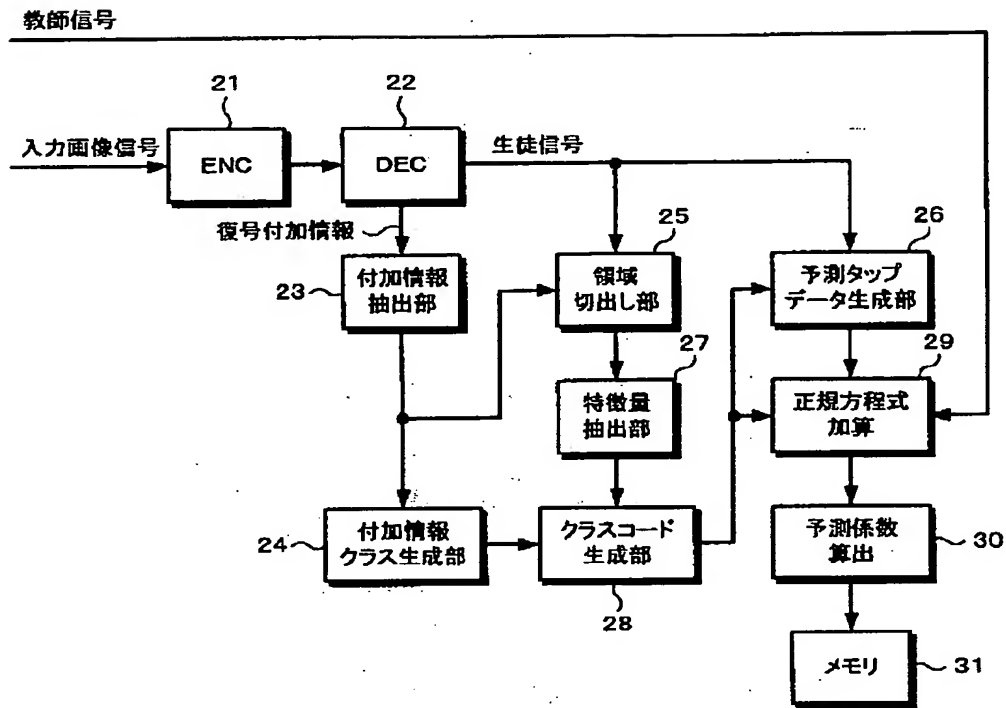 教師信号
21
22
入力画像信号
ENC
DEC
生徒信号
復号付加情報
25
26
23
付加情報
抽出部
領域
切出し部
予測タップ
データ生成部
27
29
特徴量
抽出部
正規方程式
加算
24
付加情報
クラス生成部
クラスコード
生成部
28
予測係数
算出
30
メモリ
31